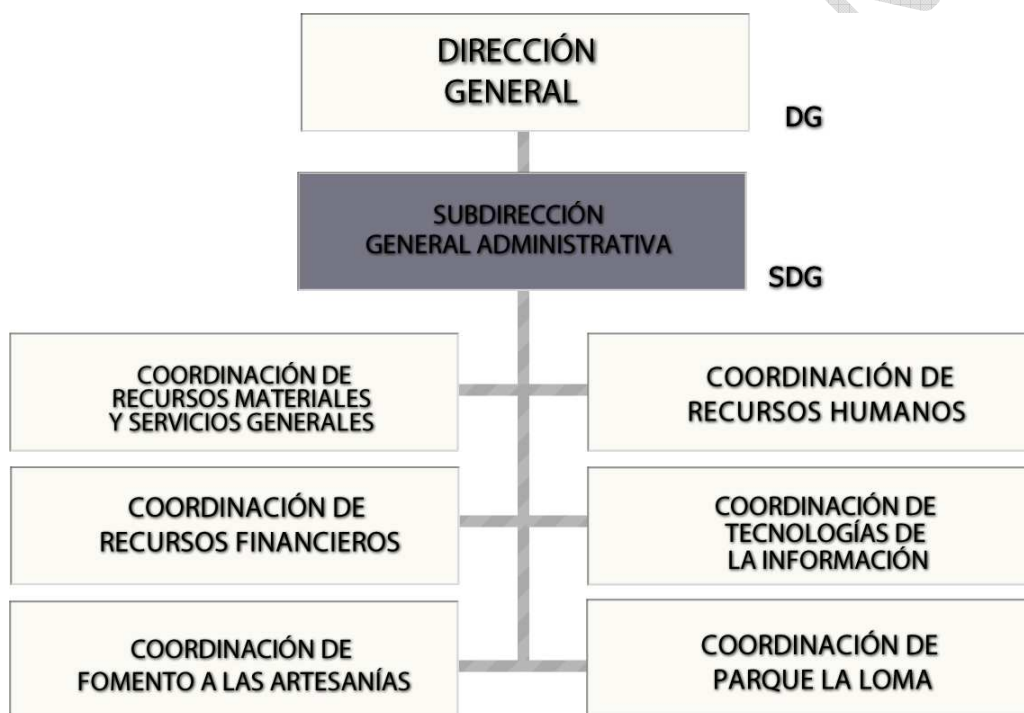 DIRECCIÓN
GENERAL
DG
SUBDIRECCIÓN
GENERAL ADMINISTRATIVA
SDG
COORDINACIÓN DE
RECURSOS MATERIALES
Y SERVICIOS GENERALES
COORDINACIÓN DE
RECURSOS HUMANOS
COORDINACIÓN DE
RECURSOS FINANCIEROS
COORDINACIÓN DE
TECNOLOGÍAS DE
LA INFORMACIÓN
COORDINACIÓN DE
FOMENTO A LAS ARTESANÍAS
COORDINACIÓN DE
PARQUE LA LOMA